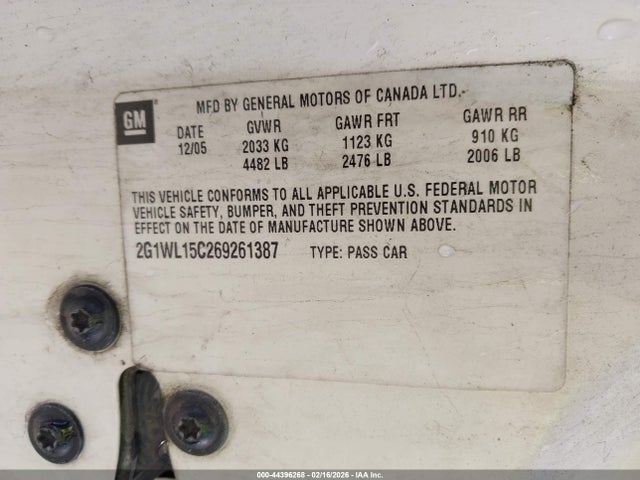 MFD BY GENERAL MOTORS OF CANADA LTD.
GM
DATE GVWR GAWR FRT GAWR RR
12/05 2033 KG 1123 KG 910 KG
4482 LB 2476 LB 2006 LB
THIS VEHICLE CONFORMS TO ALL APPLICABLE U.S. FEDERAL MOTOR
VEHICLE SAFETY, BUMPER, AND THEFT PREVENTION STANDARDS IN
EFFECT ON THE DATE OF MANUFACTURE SHOWN ABOVE.
2G1WL15C269261387 TYPE: PASS CAR
000-44396268 - 02/16/2026 - IAA Inc.